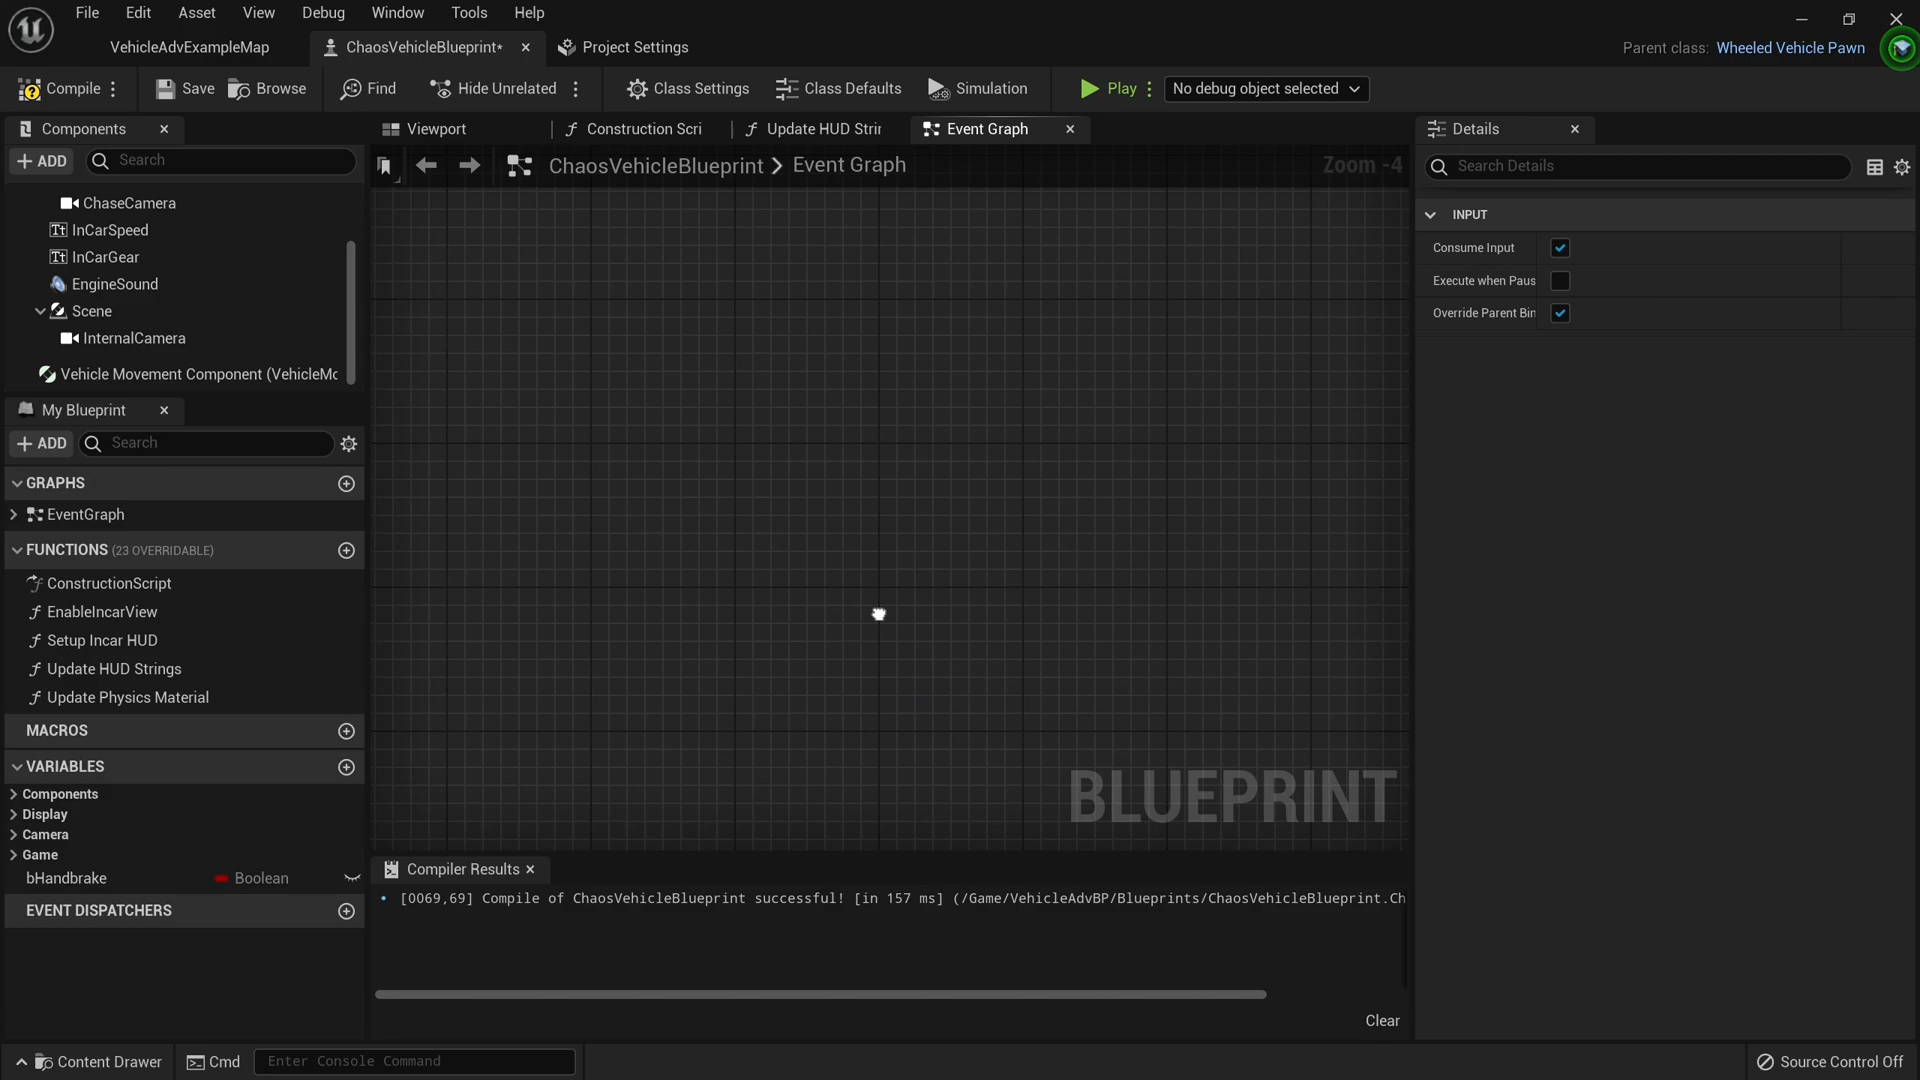 File Edit Asset View Debug Window Tools Help
VehicleAdvExampleMap ChaosVehicleBlueprint* Project Settings
Parent class: Wheeled Vehicle Pawn
Compile Save Browse Find Hide Unrelated Class Settings Class Defaults Simulation Play No debug object selected
Components
ADD Search
ChaseCamera
InCarSpeed
InCarGear
EngineSound
Scene
InternalCamera
Vehicle Movement Component (VehicleMc
My Blueprint
ADD Search
GRAPHS
EventGraph
FUNCTIONS (23 OVERRIDABLE)
ConstructionScript
EnableIncarView
Setup Incar HUD
Update HUD Strings
Update Physics Material
MACROS
VARIABLES
Components
Display
Camera
Game
bHandbrake Boolean
EVENT DISPATCHERS
Viewport Construction Scri Update HUD Strir Event Graph
ChaosVehicleBlueprint Event Graph Zoom -4
BLUEPRINT
Compiler Results
[0069,69] Compile of ChaosVehicleBlueprint successful! [in 157 ms] (/Game/VehicleAdvBP/Blueprints/ChaosVehicleBlueprint.Ch
Clear
Details
Search Details
INPUT
Consume Input
Execute when Paus
Override Parent Bin
Content Drawer Cmd Enter Console Command Source Control Off